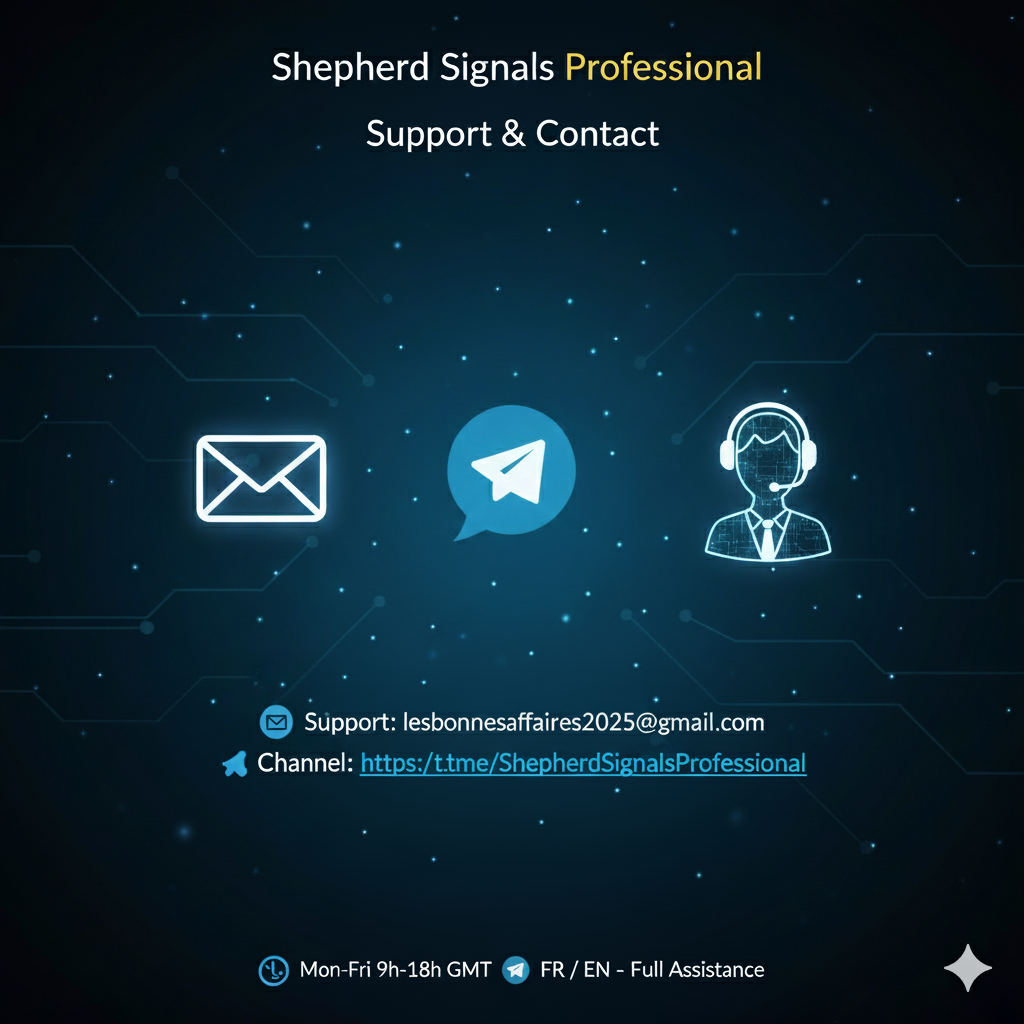 Shepherd Signals Professional
Support & Contact
Support: lesbonnesaffaires2025@gmail.com
Channel: https:/t.tme/ShepherdSignalsProfessional
Mon-Fri 9h-18h GMT FR / EN - Full Assistance